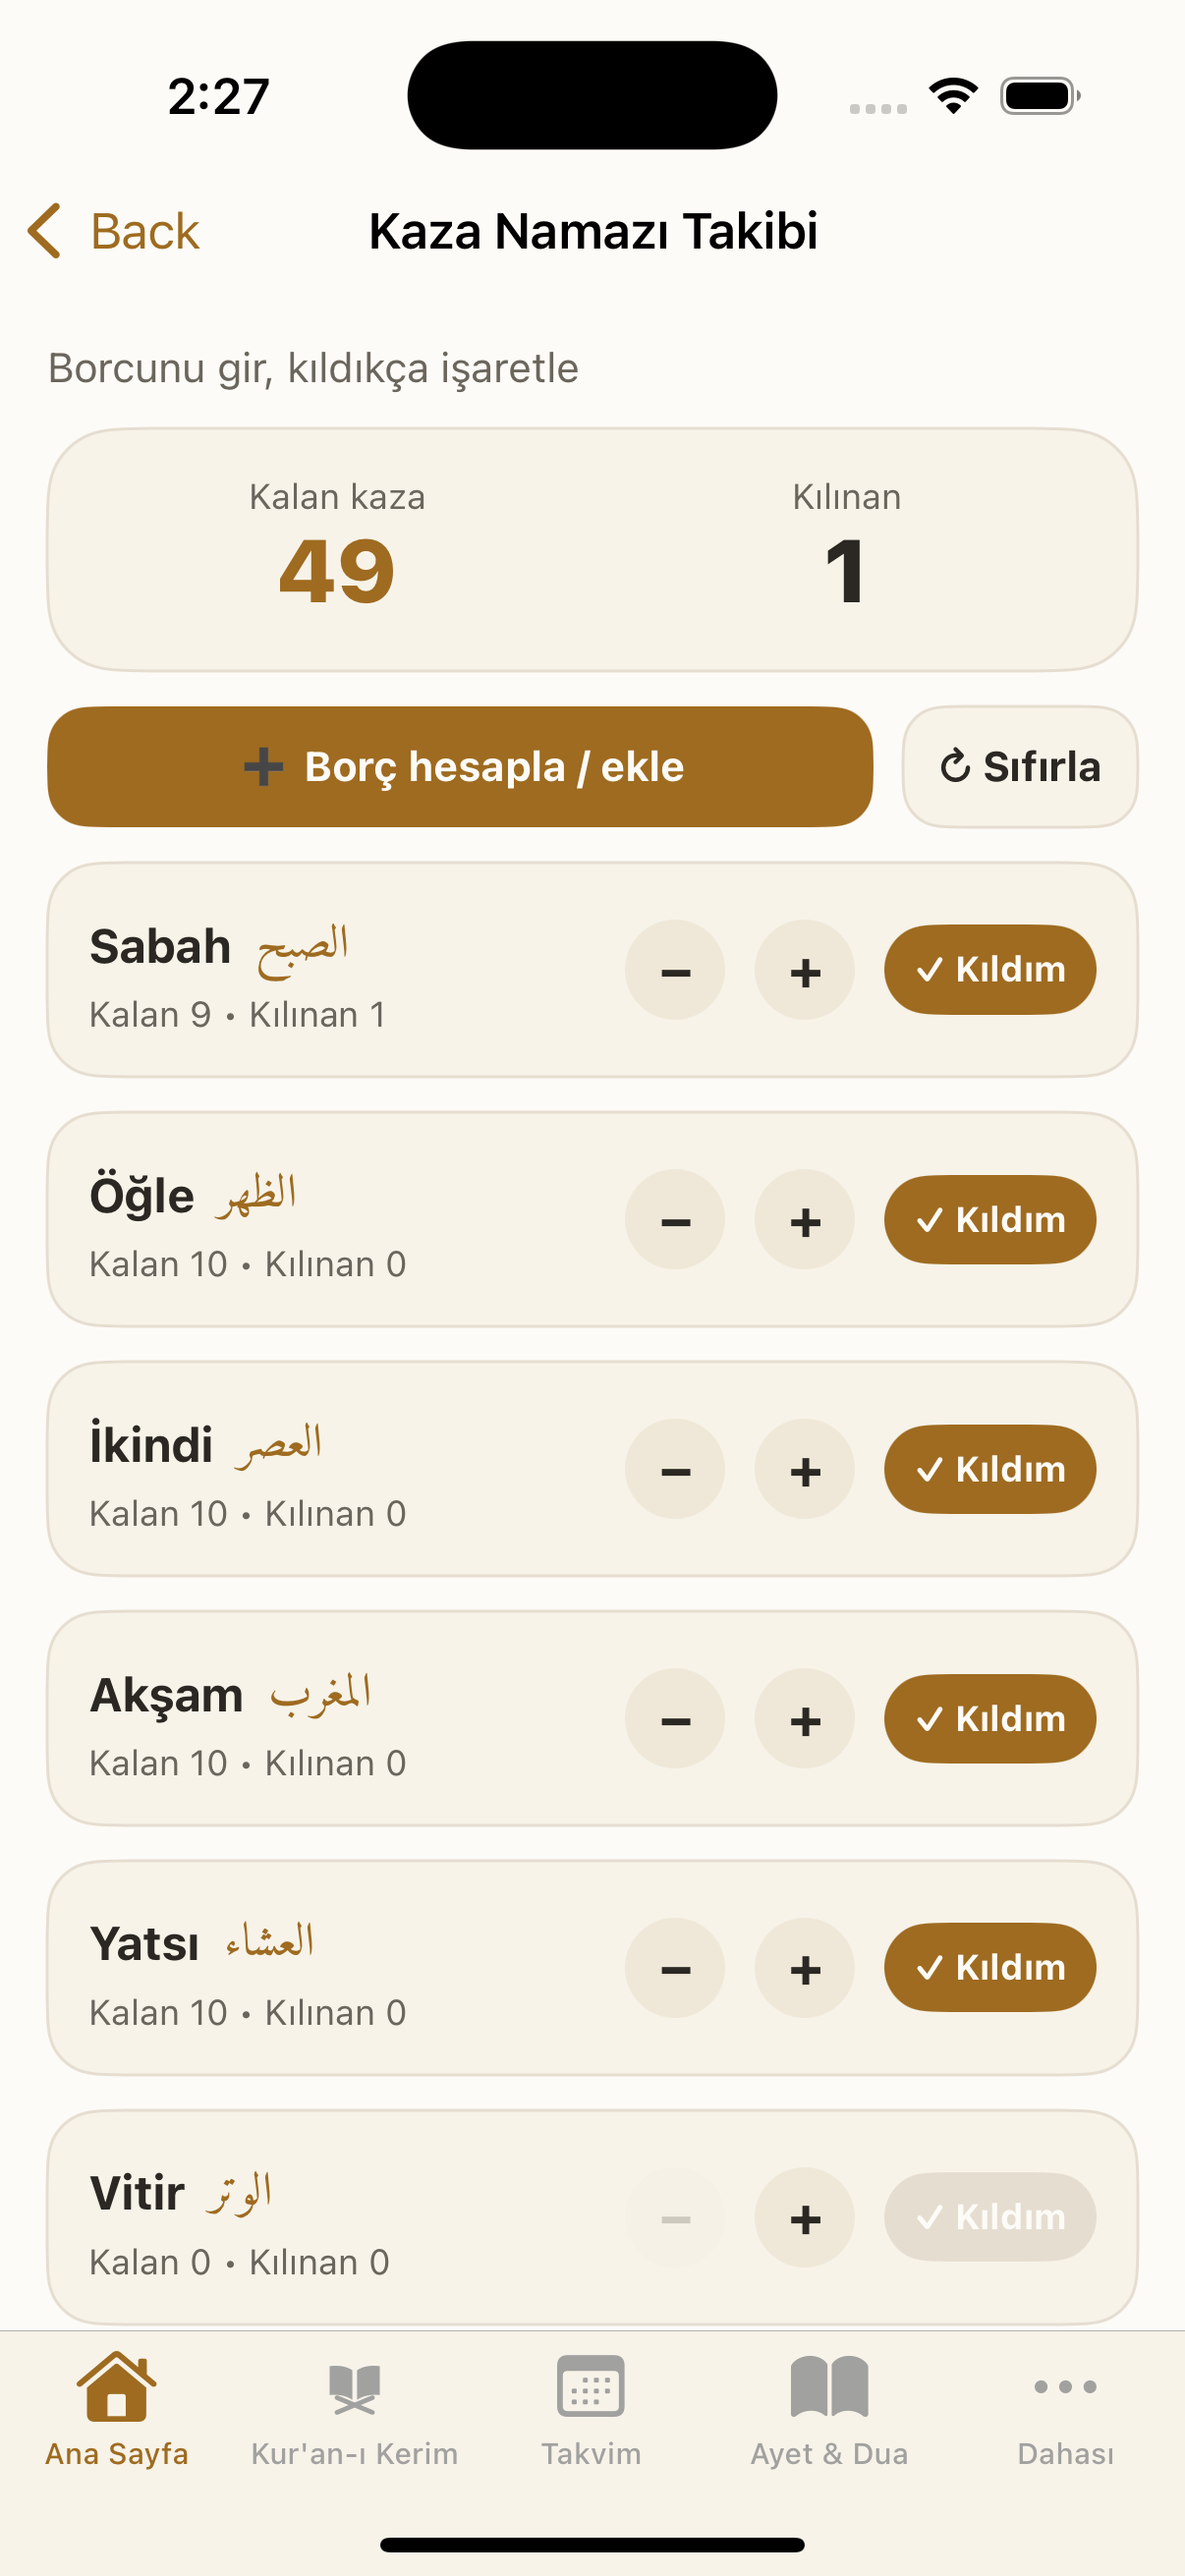 2:27
Back
Kaza Namazı Takibi
Borcunu gir, kıldıkça işaretle
Kalan kaza
49
Kılınan
1
➕ Borç hesapla / ekle
↻ Sıfırla
Sabah الصبح
Kalan 9 • Kılınan 1
− + ✓ Kıldım
Öğle الظهر
Kalan 10 • Kılınan 0
− + ✓ Kıldım
İkindi العصر
Kalan 10 • Kılınan 0
− + ✓ Kıldım
Akşam المغرب
Kalan 10 • Kılınan 0
− + ✓ Kıldım
Yatsı العشاء
Kalan 10 • Kılınan 0
− + ✓ Kıldım
Vitir الوتر
Kalan 0 • Kılınan 0
− + ✓ Kıldım
Ana Sayfa
Kur'an-ı Kerim
Takvim
Ayet & Dua
Dahası